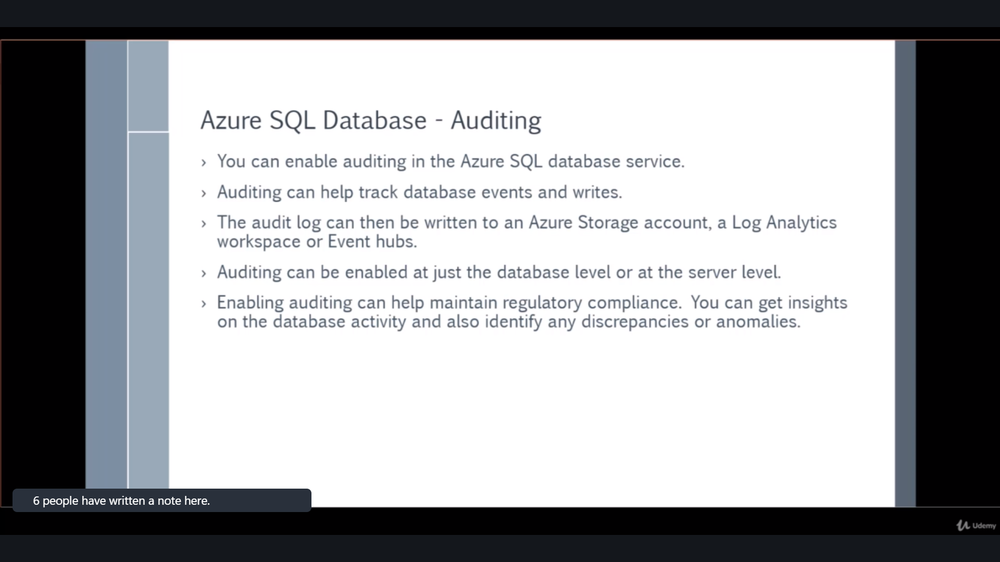 Azure SQL Database - Auditing
› You can enable auditing in the Azure SQL database service.
› Auditing can help track database events and writes.
› The audit log can then be written to an Azure Storage account, a Log Analytics
workspace or Event hubs.
› Auditing can be enabled at just the database level or at the server level.
› Enabling auditing can help maintain regulatory compliance.  You can get insights
on the database activity and also identify any discrepancies or anomalies.
6 people have written a note here.
Udemy